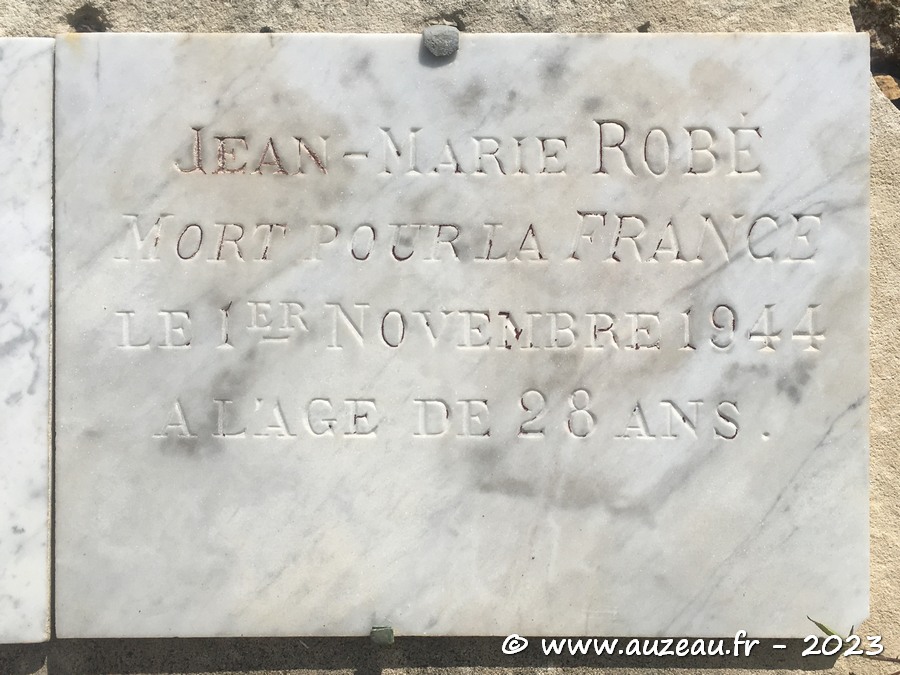 JEAN-MARIE ROBÉ
MORT POUR LA FRANCE
LE 1ER NOVEMBRE 1944
A L'AGE DE 28 ANS.
© www.auzeau.fr - 2023